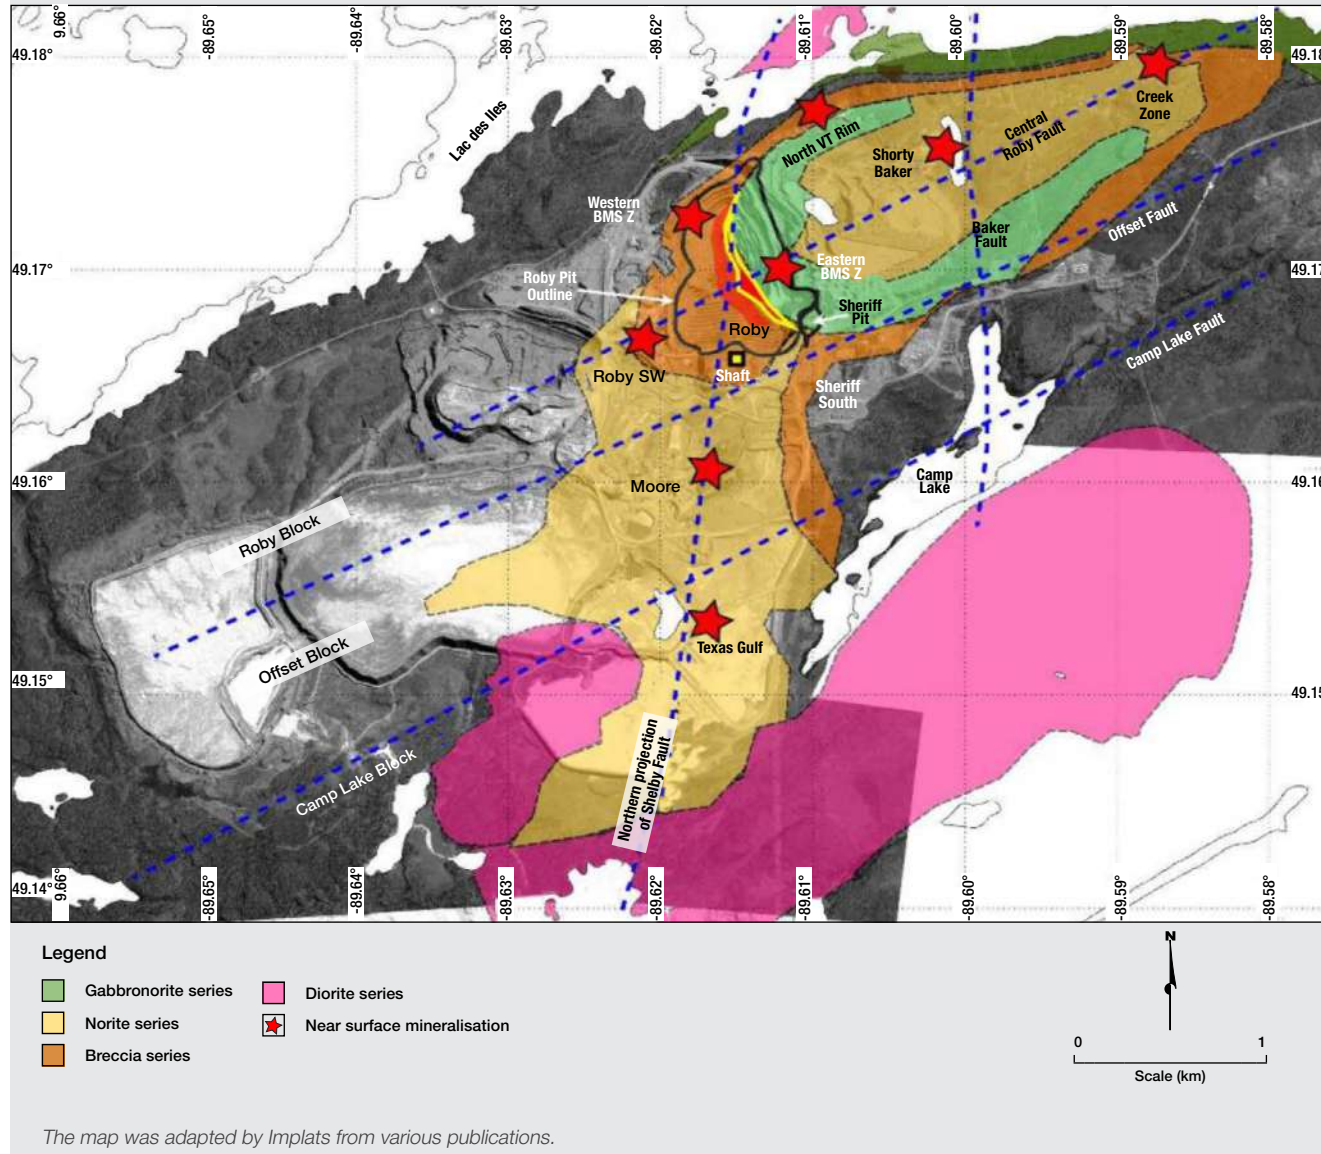 9.66°
-89.65°
-89.64°
-89.63°
-89.62°
-89.61°
-89.60°
-89.59°
-89.58°
49.18°
49.18
Lac des Iles
North VT Rim
Shorty
Baker
Central
Roby Fault
Creek
Zone
Western
BMS Z
Baker
Fault
Offset Fault
49.17°
49.17
Eastern
BMS Z
Roby Pit
Outline
Sheriff
Pit
Roby
Camp Lake Fault
Roby SW
Shaft
Sheriff
South
49.16°
49.16
Moore
Camp
Lake
Roby Block
Offset Block
Texas Gulf
49.15°
49.15
Northern projection
of Shelby Fault
Camp Lake Block
49.14°
9.66°
-89.65°
-89.64°
-89.63°
-89.62°
-89.61°
-89.60°
-89.59°
-89.58°
Legend
Gabbronorite series
Norite series
Breccia series
Diorite series
Near surface mineralisation
N
0 1
Scale (km)
The map was adapted by Implats from various publications.